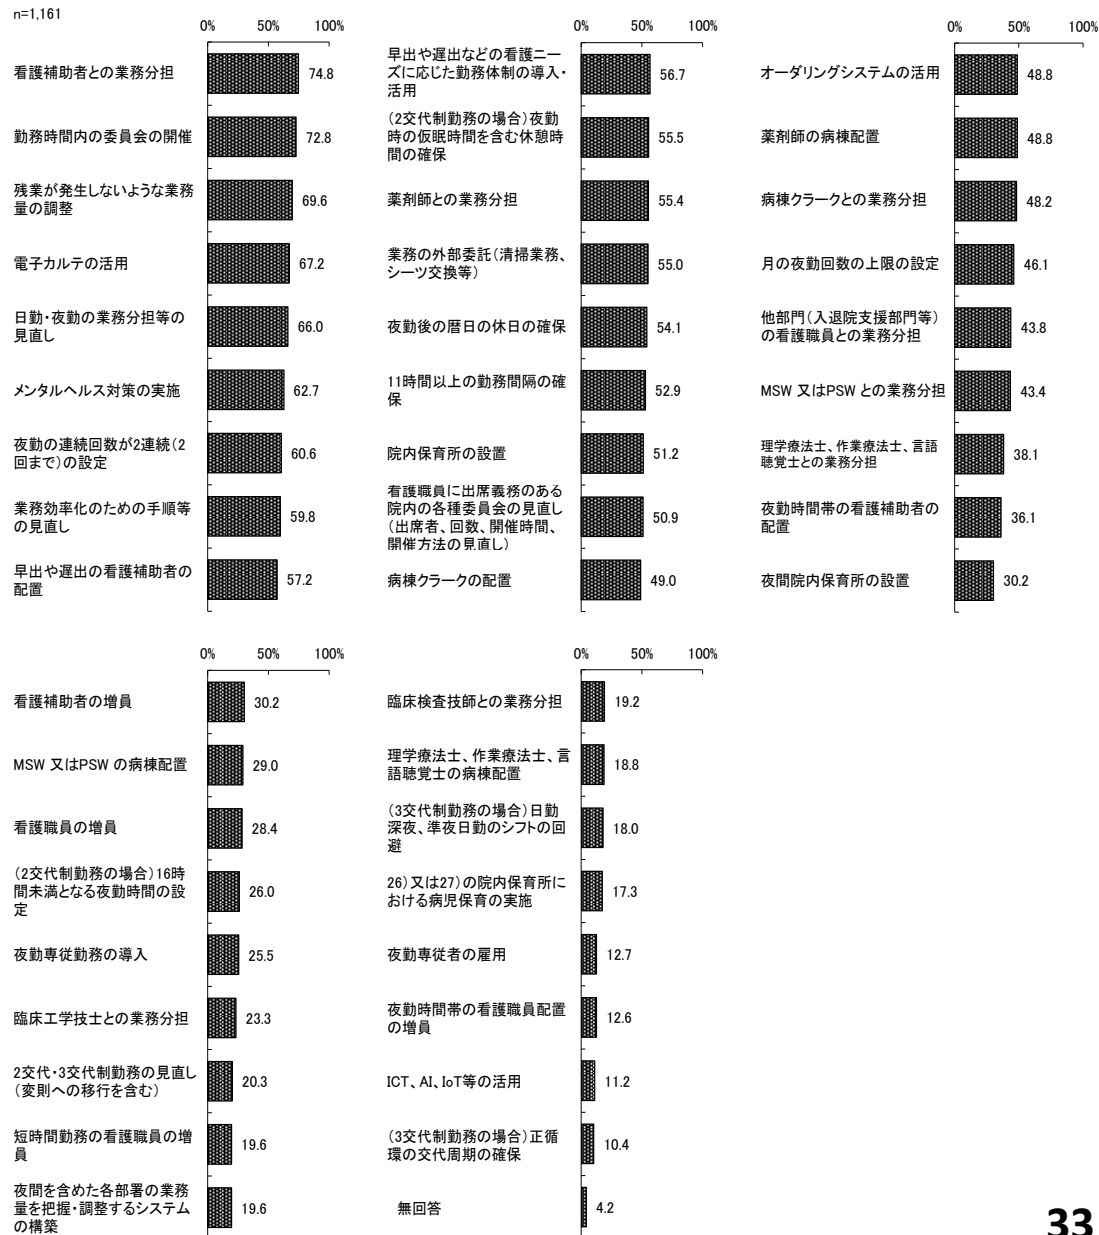 n=1,161
0% 50% 100%
看護補助者との業務分担
74.8
勤務時間内の委員会の開催
72.8
残業が発生しないような業務
量の調整
69.6
電子カルテの活用
67.2
日勤・夜勤の業務分担等の
見直し
66.0
メンタルヘルス対策の実施
62.7
夜勤の連続回数が2連続(2
回まで)の設定
60.6
業務効率化のための手順等
の見直し
59.8
早出や遅出の看護補助者の
配置
57.2
0% 50% 100%
早出や遅出などの看護ニー
ズに応じた勤務体制の導入・
活用
56.7
(2交代制勤務の場合)夜勤
時の仮眠時間を含む休憩時
間の確保
55.5
薬剤師との業務分担
55.4
業務の外部委託(清掃業務、
シーツ交換等)
55.0
夜勤後の暦日の休日の確保
54.1
11時間以上の勤務間隔の確
保
52.9
院内保育所の設置
51.2
看護職員に出席義務のある
院内の各種委員会の見直し
(出席者、回数、開催時間、
開催方法の見直し)
50.9
病棟クラークの配置
49.0
0% 50% 100%
オーダリングシステムの活用
48.8
薬剤師の病棟配置
48.8
病棟クラークとの業務分担
48.2
月の夜勤回数の上限の設定
46.1
他部門(入退院支援部門等)
の看護職員との業務分担
43.8
MSW 又はPSW との業務分担
43.4
理学療法士、作業療法士、言語
聴覚士との業務分担
38.1
夜勤時間帯の看護補助者の
配置
36.1
夜間院内保育所の設置
30.2
0% 50% 100%
看護補助者の増員
30.2
MSW 又はPSW の病棟配置
29.0
看護職員の増員
28.4
(2交代制勤務の場合)16時
間未満となる夜勤時間の設
定
26.0
夜勤専従勤務の導入
25.5
臨床工学技士との業務分担
23.3
2交代・3交代制勤務の見直し
(変則への移行を含む)
20.3
短時間勤務の看護職員の増
員
19.6
夜間を含めた各部署の業務
量を把握・調整するシステム
の構築
19.6
0% 50% 100%
臨床検査技師との業務分担
19.2
理学療法士、作業療法士、言
語聴覚士の病棟配置
18.8
(3交代制勤務の場合)日勤
深夜、準夜日勤のシフトの回
避
18.0
26)又は27)の院内保育所に
おける病児保育の実施
17.3
夜勤専従者の雇用
12.7
夜勤時間帯の看護職員配置
の増員
12.6
ICT、AI、IoT等の活用
11.2
(3交代制勤務の場合)正循
環の交代周期の確保
10.4
無回答
4.2
33